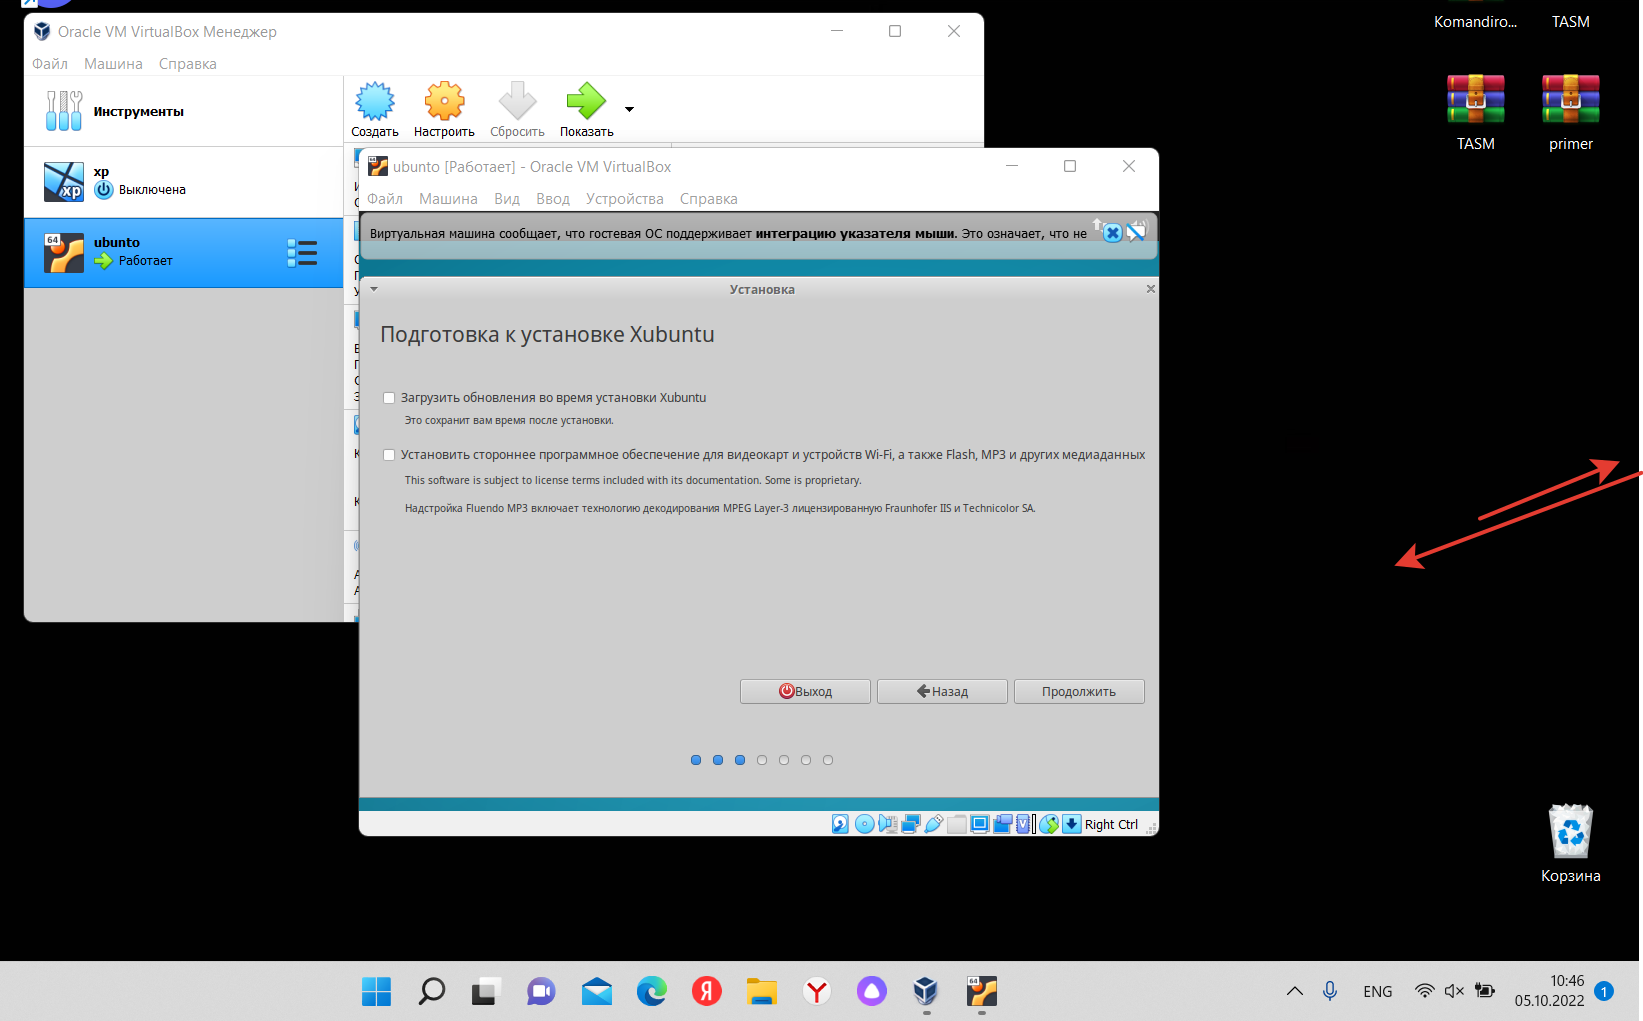 Komandiro...
TASM
TASM
primer
Oracle VM VirtualBox Менеджер
Файл Машина Справка
Инструменты
Создать Настроить Сбросить Показать
xp
Выключена
64
ubunto
Работает
64
ubunto [Работает] - Oracle VM VirtualBox
Файл Машина Вид Ввод Устройства Справка
Виртуальная машина сообщает, что гостевая ОС поддерживает интеграцию указателя мыши. Это означает, что не
Установка
Подготовка к установке Xubuntu
Загрузить обновления во время установки Xubuntu
Это сохранит вам время после установки.
Установить стороннее программное обеспечение для видеокарт и устройств Wi-Fi, а также Flash, MP3 и других медиаданных
This software is subject to license terms included with its documentation. Some is proprietary.
Надстройка Fluendo MP3 включает технологию декодирования MPEG Layer-3 лицензированную Fraunhofer IIS и Technicolor SA.
Выход Назад Продолжить
Right Ctrl
Корзина
ENG
10:46
05.10.2022
1